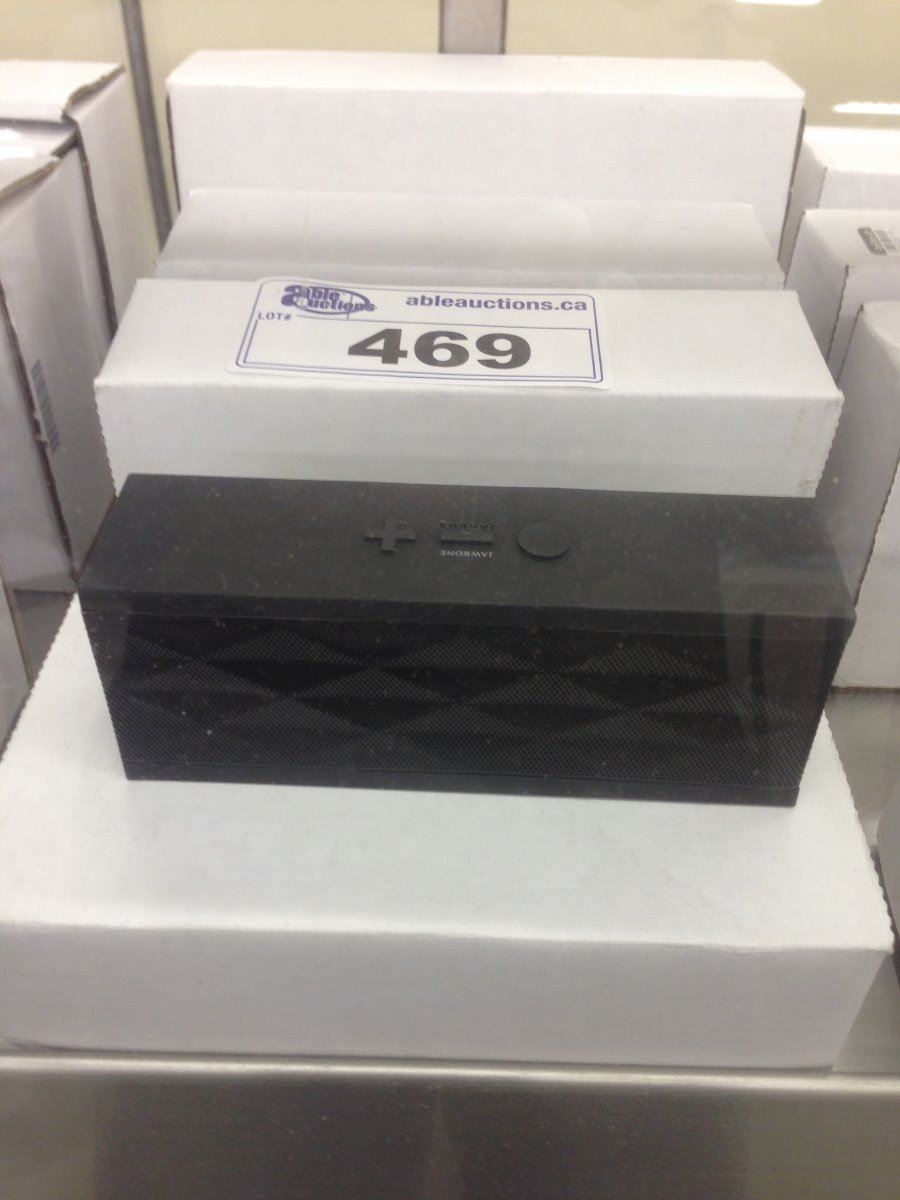 able auctions
ableauctions.ca
LOT#
469
JAMBOX
JAWBONE